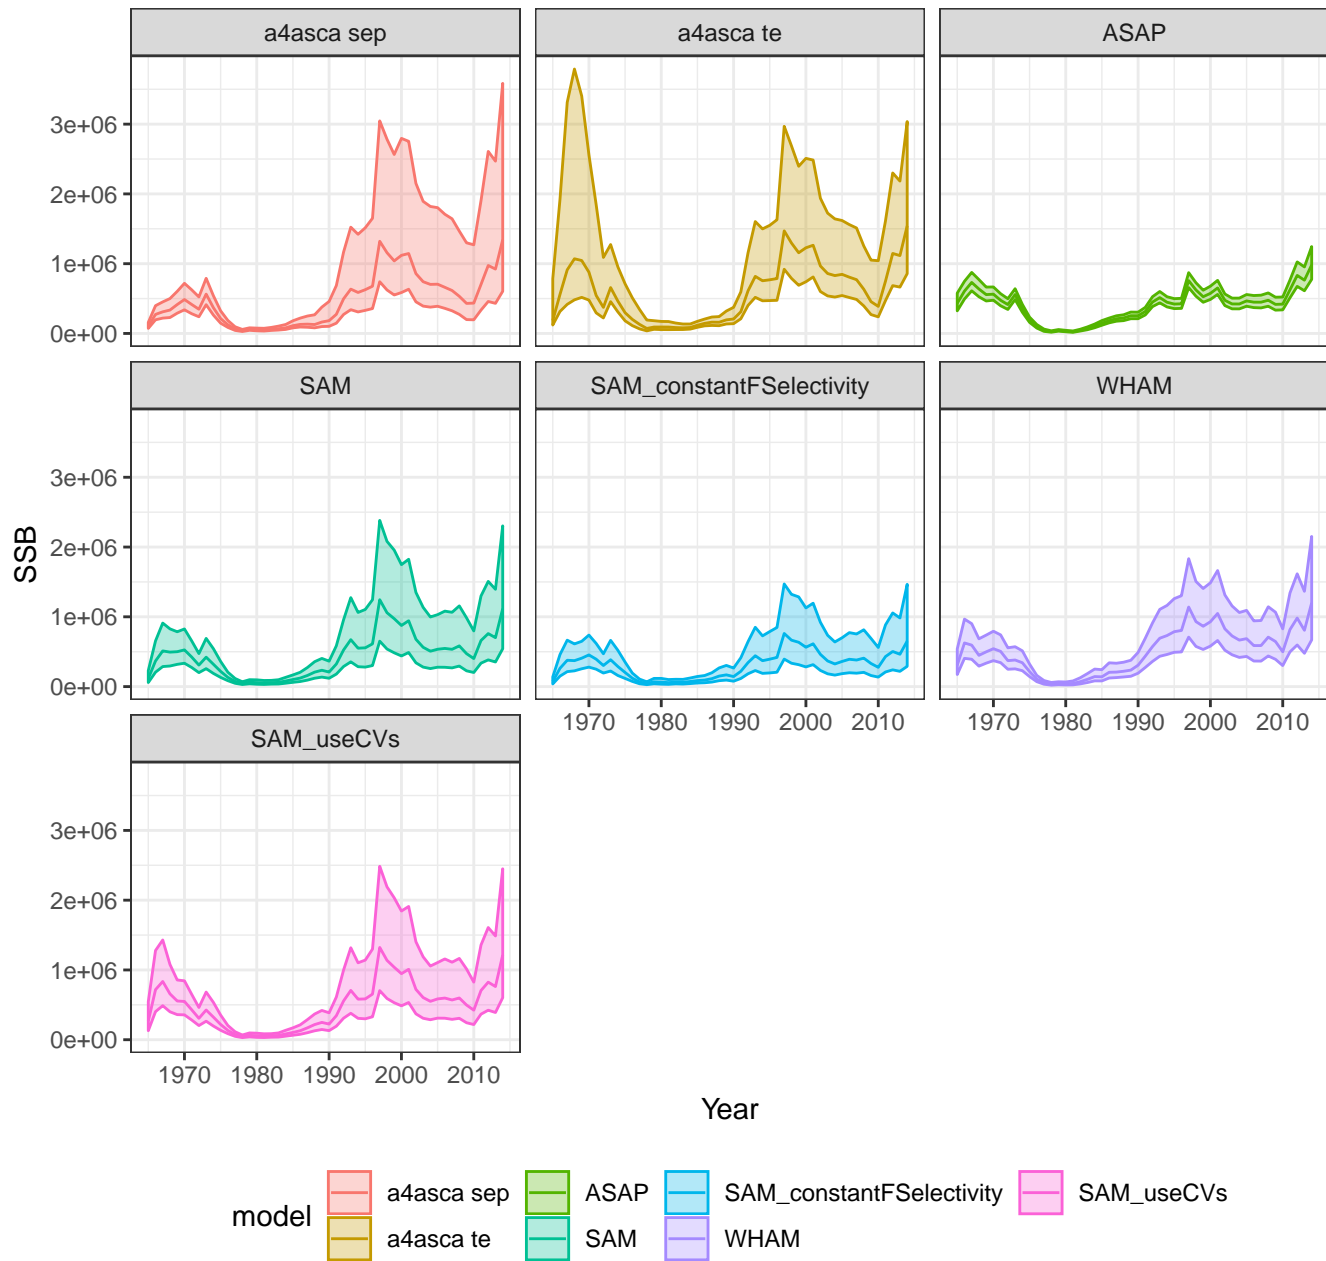 a4asca sep a4asca te ASAP
3e+06
2e+06
1e+06
0e+00
SAM SAM_constantFSelectivity WHAM
3e+06
2e+06
1e+06
0e+00
1970 1980 1990 2000 2010 1970 1980 1990 2000 2010
SAM_useCVs
3e+06
2e+06
1e+06
0e+00
1970 1980 1990 2000 2010
SSB
Year
model
a4asca sep ASAP SAM_constantFSelectivity SAM_useCVs
a4asca te SAM WHAM